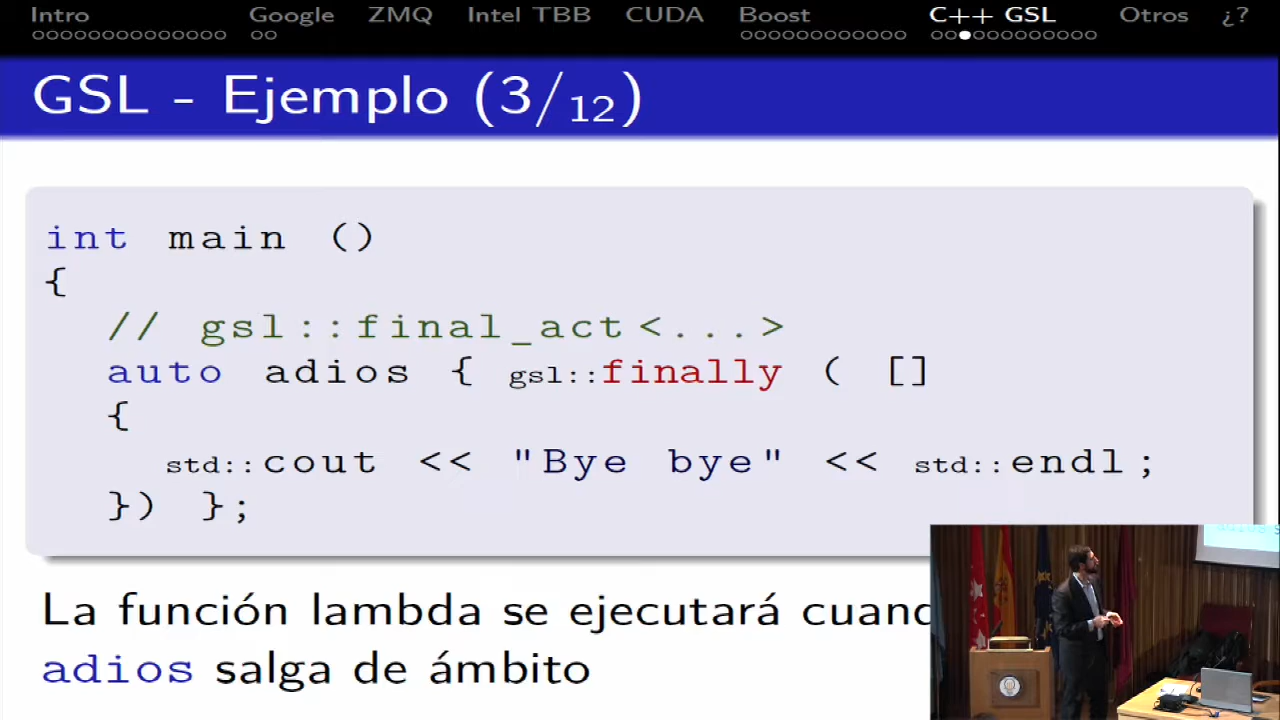 Intro Google ZMQ Intel TBB CUDA Boost C++ GSL Otros ¿?
GSL - Ejemplo (3/12)
int main ()
{
// gsl::final_act<...>
auto adios { gsl::finally ( []
{
std::cout << "Bye bye" << std::endl;
}) };
La función lambda se ejecutará
adios salga de ámbito